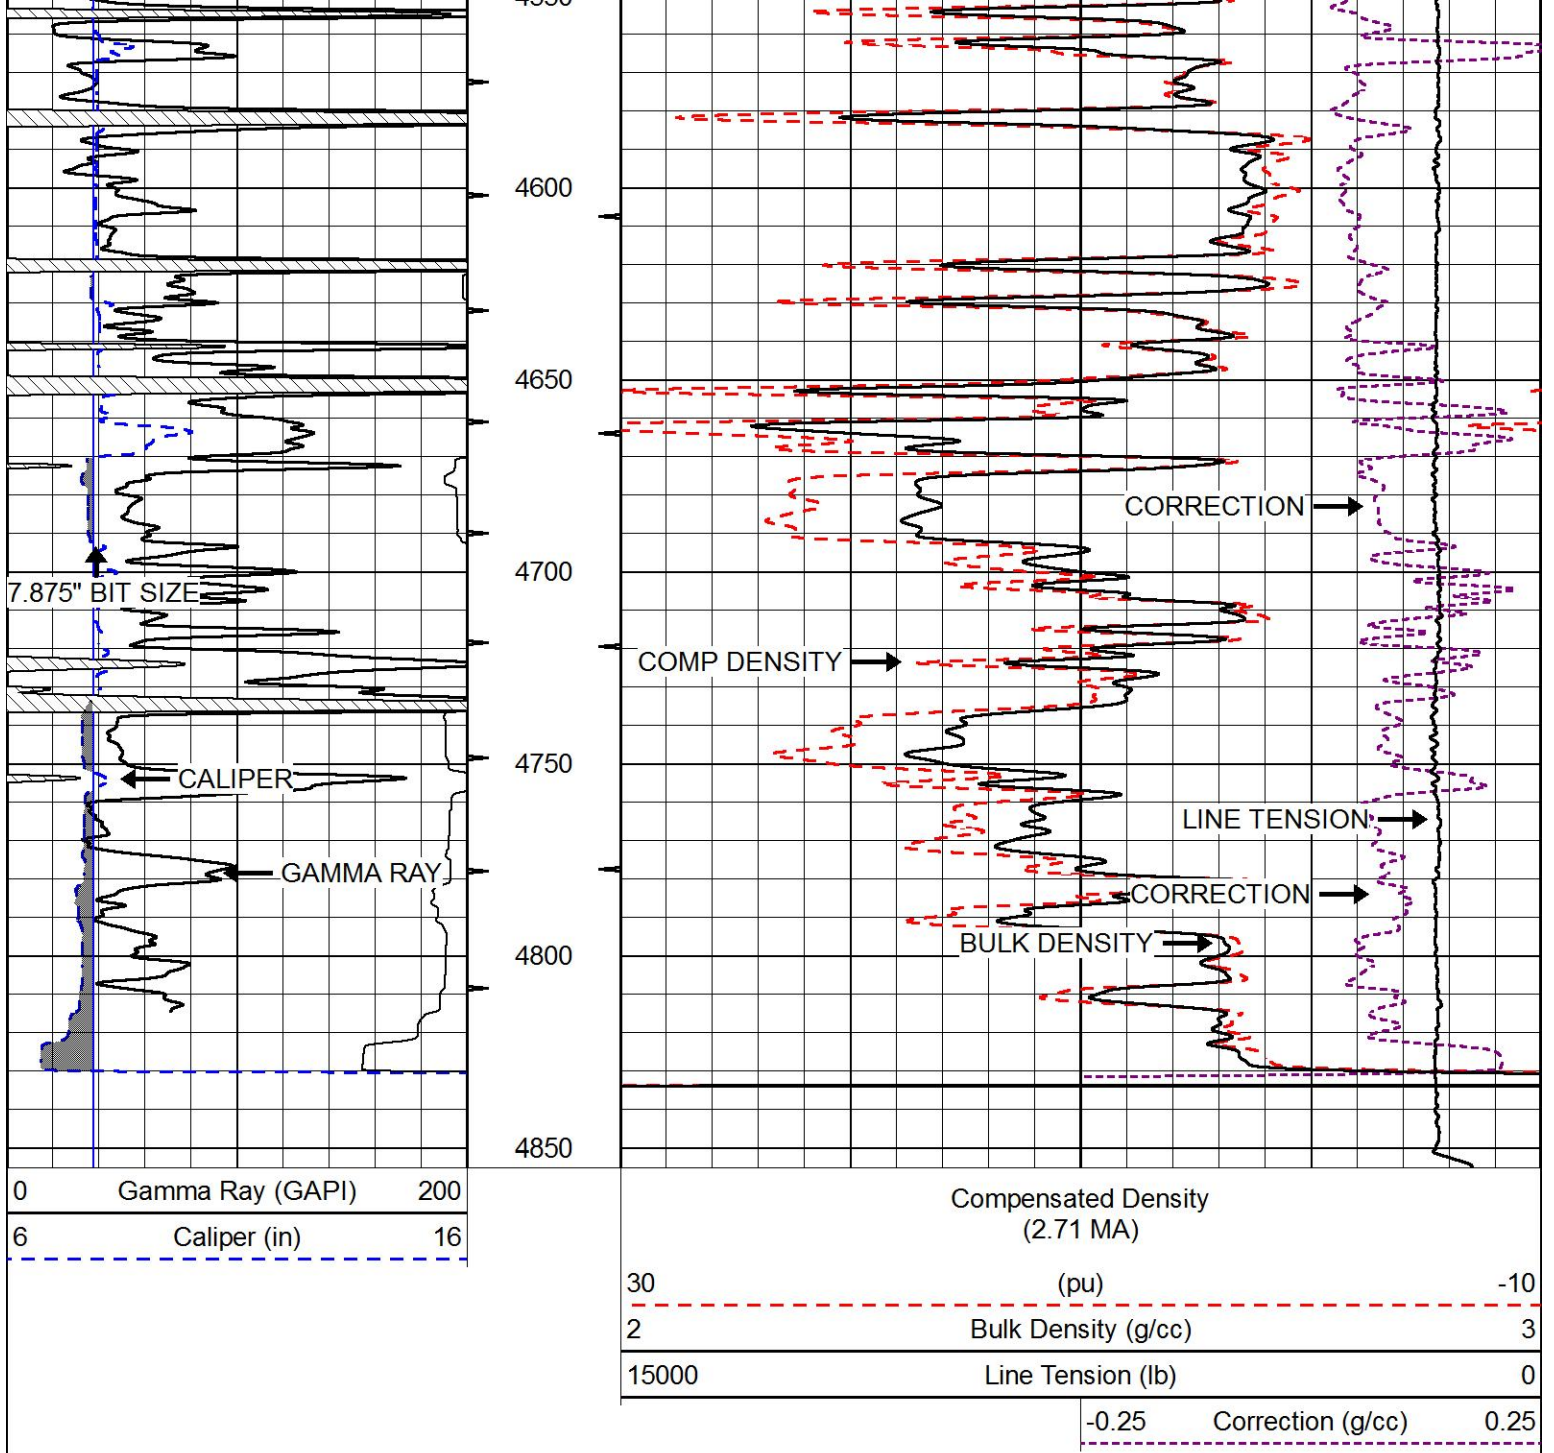 4600
4650
CORRECTION
4700
7.875" BIT SIZE
COMP DENSITY
4750
CALIPER
LINE TENSION
GAMMA RAY
CORRECTION
BULK DENSITY
4800
4850
0 Gamma Ray (GAPI) 200
6 Caliper (in) 16
Compensated Density
(2.71 MA)
30 (pu) -10
2 Bulk Density (g/cc) 3
15000 Line Tension (lb) 0
-0.25 Correction (g/cc) 0.25